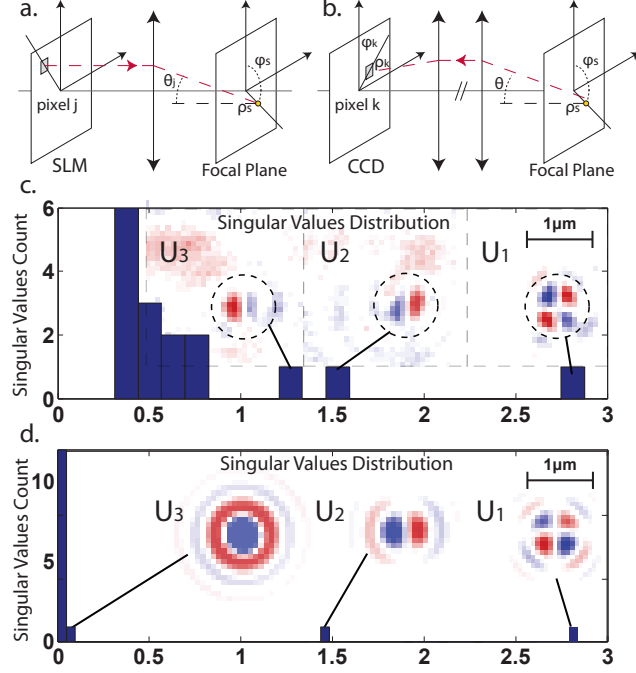 a.
b.
φs
θj
ρs
pixel j
SLM
Focal Plane
φk
ρk
φs
θ
ρs
pixel k
//
CCD
Focal Plane
c.
Singular Values Distribution
U3
U2
U1
1μm
Singular Values Count
6
4
2
0
0
0.5
1
1.5
2
2.5
3
d.
Singular Values Distribution
U3
U2
U1
1μm
Singular Values Count
10
5
0
0
0.5
1
1.5
2
2.5
3